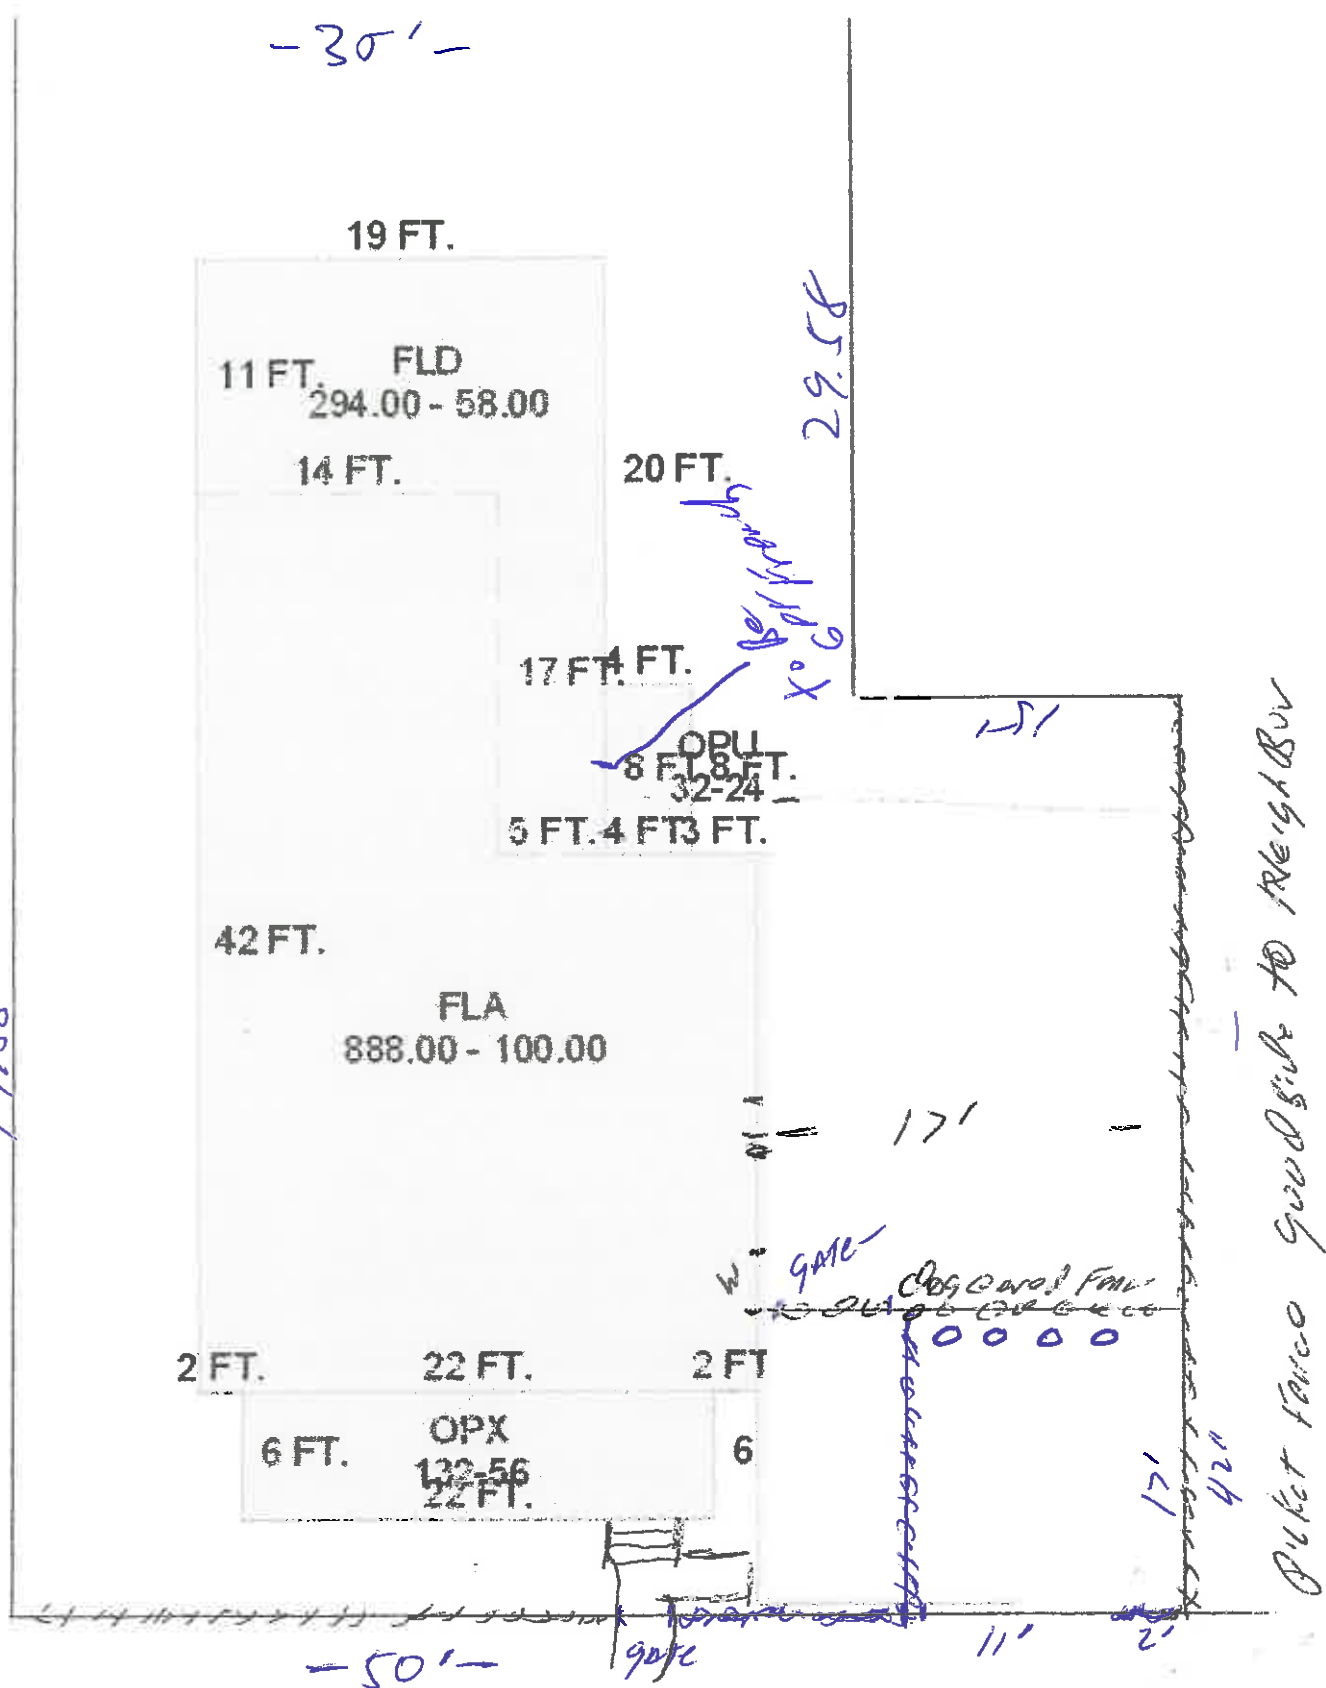 - 30' -
19 FT.
11 FT.
FLD
294.00 - 58.00
14 FT.
20 FT.
29.58
17 FT.
4 FT.
15'
OPU
8 FT.
8 FT.
32-24
5 FT.
4 FT
3 FT.
42 FT.
FLA
888.00 - 100.00
17'
GATE
2 FT.
22 FT.
2 FT
OPX
6 FT.
132-56
22 FT.
6
17'
42"
Picket Fence good side to Neighbor
gate
11'
2'
- 50' -